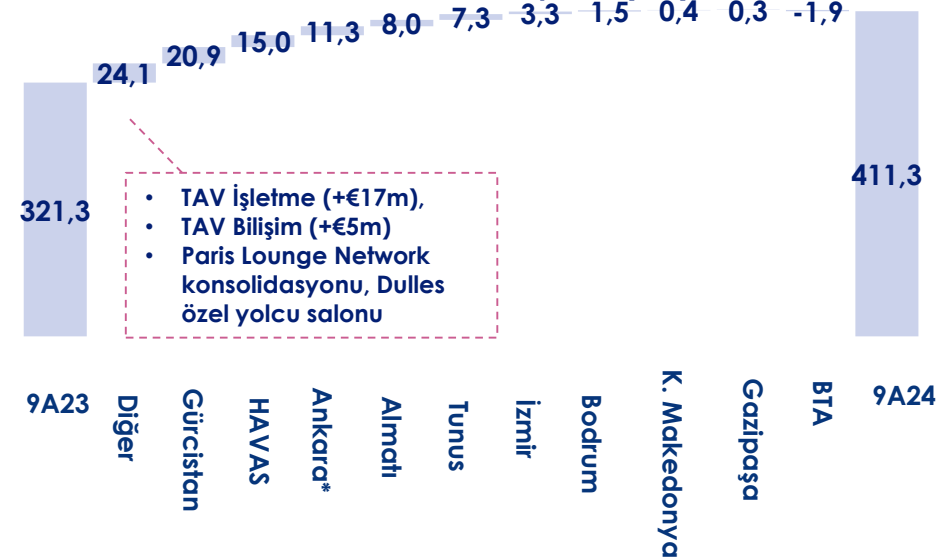 24,1
20,9
15,0
11,3
8,0
7,3
3,3
1,5
0,4
0,3
-1,9
321,3
411,3
• TAV İşletme (+€17m),
• TAV Bilişim (+€5m)
• Paris Lounge Network
konsolidasyonu, Dulles
özel yolcu salonu
9A23
Diğer
Gürcistan
HAVAS
Ankara*
Almatı
Tunus
İzmir
Bodrum
K. Makedonya
Gazipaşa
BTA
9A24